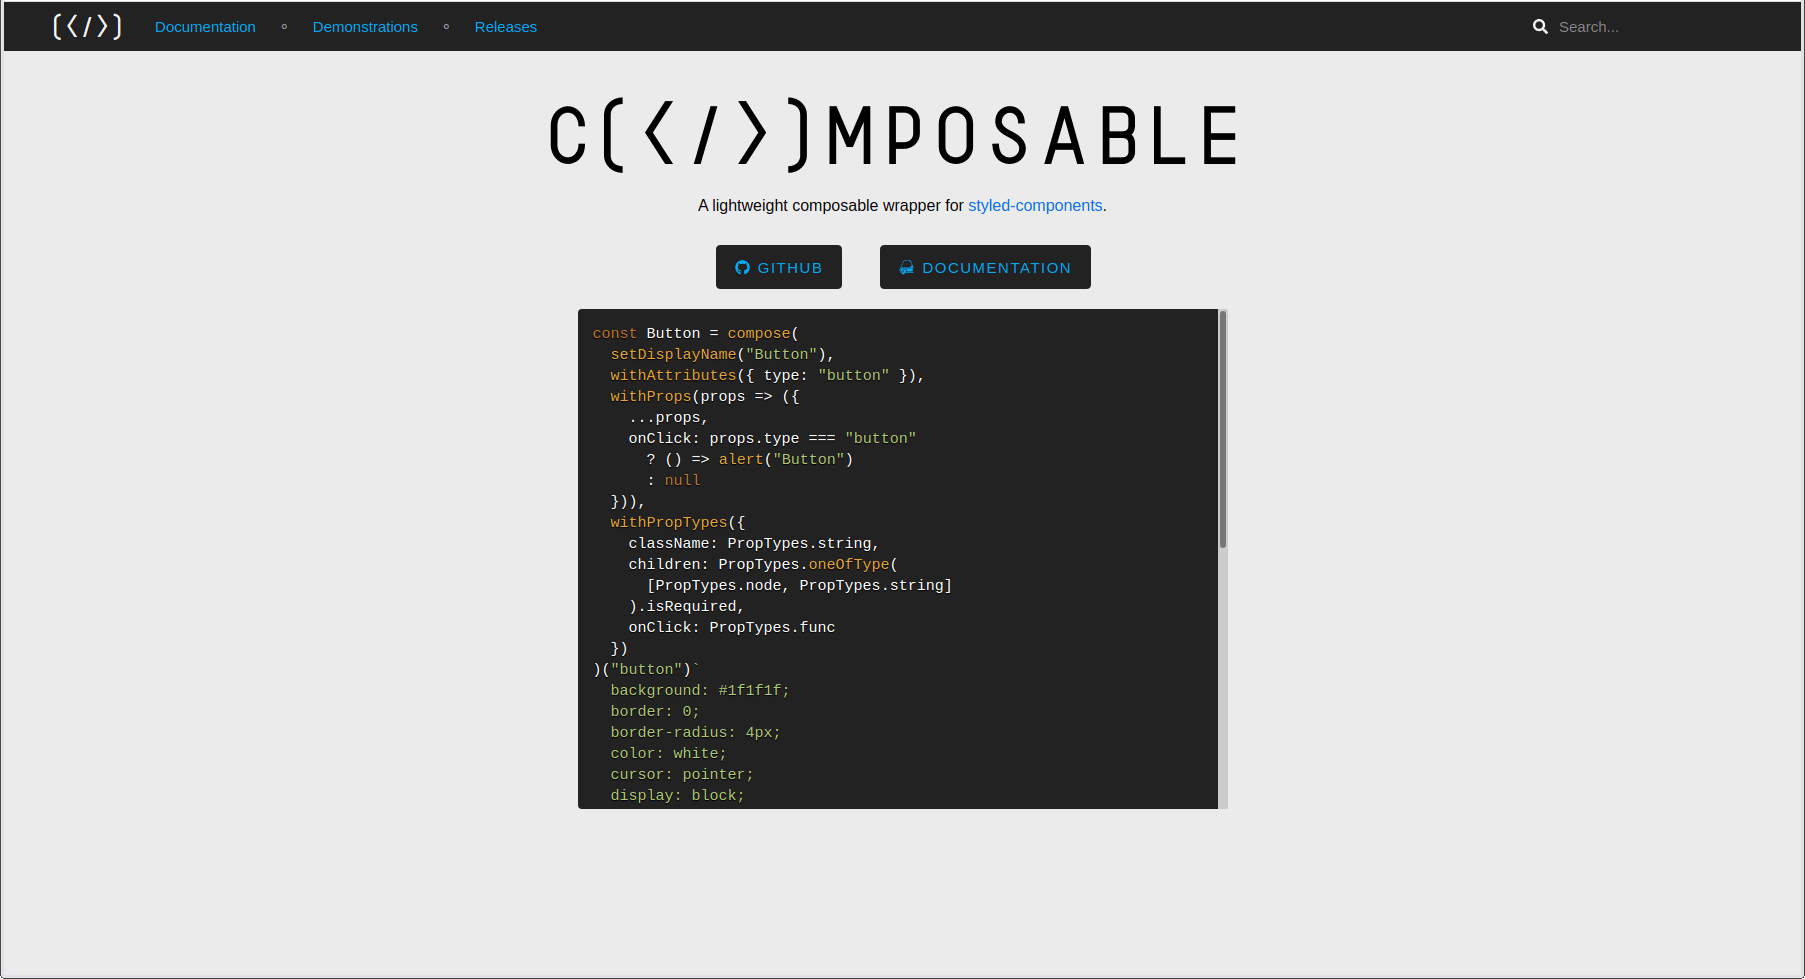 (</>) Documentation Demonstrations Releases Search...
C(</>)MPOSABLE
A lightweight composable wrapper for styled-components.
GITHUB DOCUMENTATION
const Button = compose(
  setDisplayName("Button"),
  withAttributes({ type: "button" }),
  withProps(props => ({
    ...props,
    onClick: props.type === "button"
      ? () => alert("Button")
      : null
  })),
  withPropTypes({
    className: PropTypes.string,
    children: PropTypes.oneOfType(
      [PropTypes.node, PropTypes.string]
    ).isRequired,
    onClick: PropTypes.func
  })
)("button")`
  background: #1f1f1f;
  border: 0;
  border-radius: 4px;
  color: white;
  cursor: pointer;
  display: block;